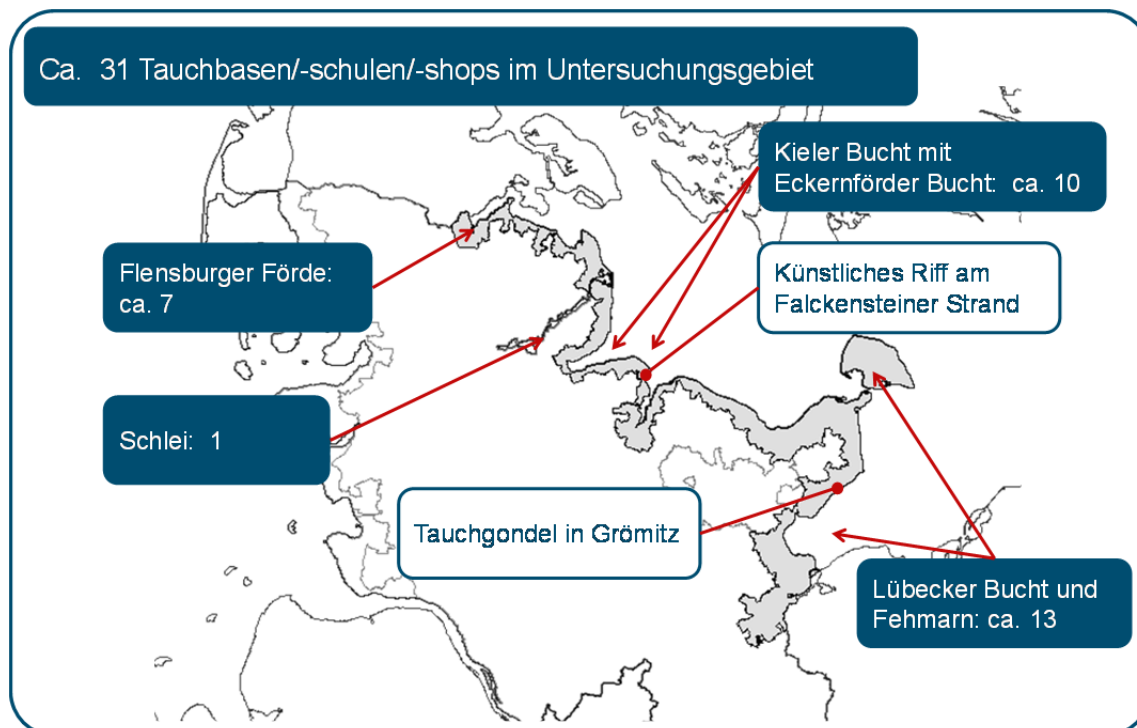 Ca. 31 Tauchbasen/-schulen/-shops im Untersuchungsgebiet
Kieler Bucht mit
Eckernförder Bucht: ca. 10
Flensburger Förde:
ca. 7
Künstliches Riff am
Falckensteiner Strand
Schlei: 1
Tauchgondel in Grömitz
Lübecker Bucht und
Fehmarn: ca. 13